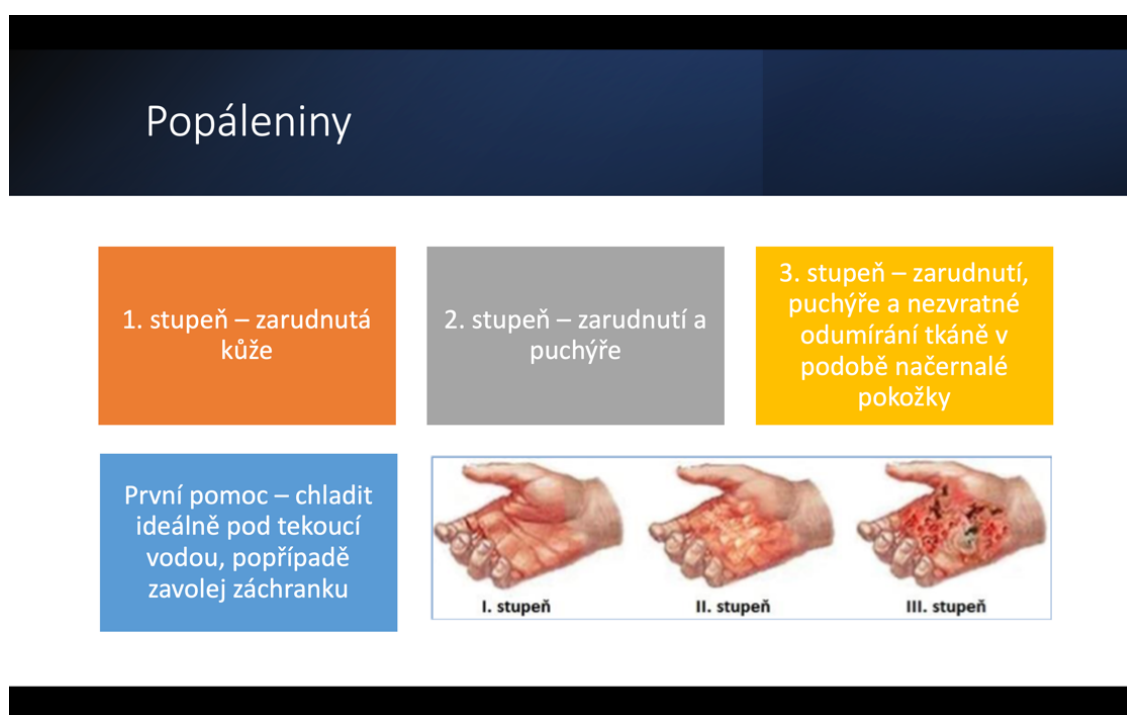 Popáleniny
1. stupeň – zarudnutá
kůže
2. stupeň – zarudnutí a
puchýře
3. stupeň – zarudnutí,
puchýře a nezvratné
odumírání tkáně v
podobě načernalé
pokožky
První pomoc – chladit
ideálně pod tekoucí
vodou, popřípadě
zavolej záchranku
I. stupeň
II. stupeň
III. stupeň